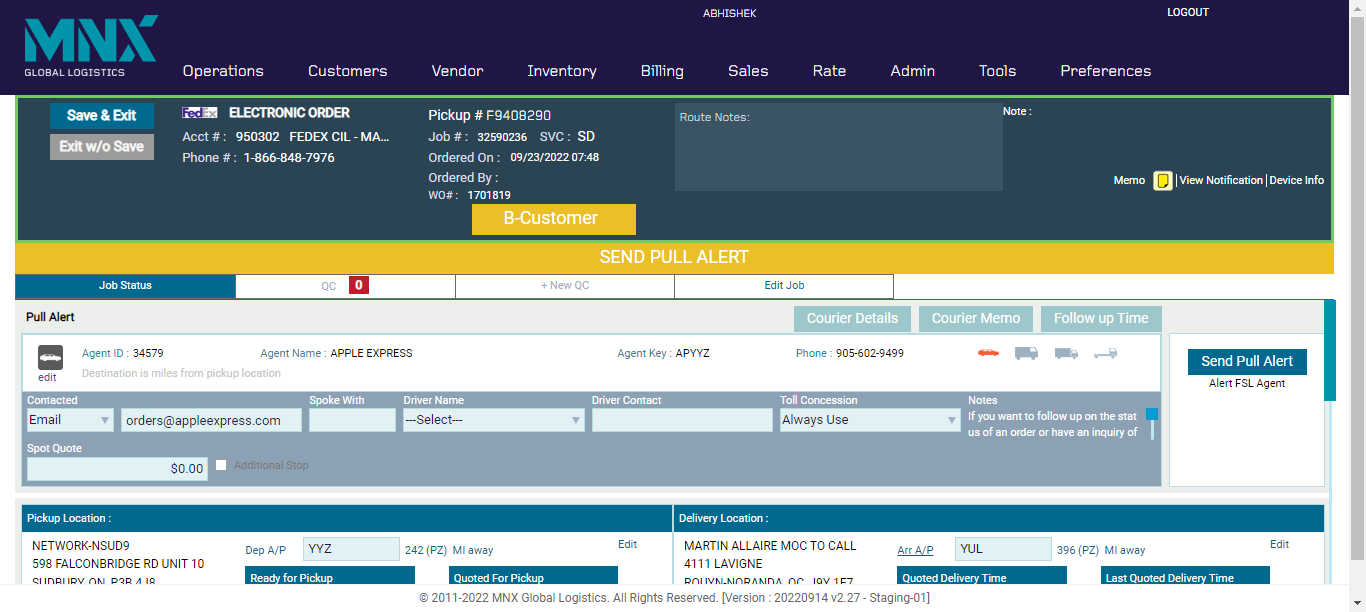 MNX
GLOBAL LOGISTICS
ABHISHEK
LOGOUT
Operations Customers Vendor Inventory Billing Sales Rate Admin Tools Preferences
Save & Exit
Exit w/o Save
FedEx ELECTRONIC ORDER
Acct # : 950302 FEDEX CIL - MA...
Phone # : 1-866-848-7976
Pickup # F9408290
Job # : 32590236 SVC : SD
Ordered On : 09/23/2022 07:48
Ordered By :
WO# : 1701819
B-Customer
Route Notes:
Note :
Memo View Notification Device Info
SEND PULL ALERT
Job Status QC 0 + New QC Edit Job
Pull Alert Courier Details Courier Memo Follow up Time
edit
Agent ID : 34579 Agent Name : APPLE EXPRESS Agent Key : APYYZ Phone : 905-602-9499
Destination is miles from pickup location
Send Pull Alert
Alert FSL Agent
Contacted Spoke With Driver Name Driver Contact Toll Concession Notes
Email orders@appleexpress.com ---Select--- Always Use
If you want to follow up on the stat
us of an order or have an inquiry of
Spot Quote
$0.00 Additional Stop
Pickup Location :
NETWORK-NSUD9
598 FALCONBRIDGE RD UNIT 10
SUDBURY, ON, P3B 4J8
Dep A/P YYZ 242 (PZ) MI away Edit
Ready for Pickup Quoted For Pickup
Delivery Location :
MARTIN ALLAIRE MOC TO CALL
4111 LAVIGNE
ROUYN-NORANDA, QC, J9Y 1E7
Arr A/P YUL 396 (PZ) MI away Edit
Quoted Delivery Time Last Quoted Delivery Time
© 2011-2022 MNX Global Logistics. All Rights Reserved. [Version : 20220914 v2.27 - Staging-01]